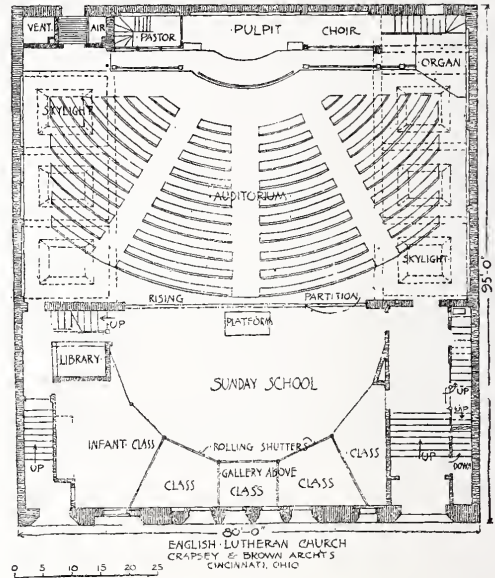 VENT. AIR PASTOR PULPIT CHOIR
ORGAN
SKYLIGHT
AUDITORIUM
SKYLIGHT
RISING PARTITION
UP PLATFORM
LIBRARY
SUNDAY SCHOOL
UP
UP
INFANT CLASS ROLLING SHUTTERS CLASS
UP GALLERY ABOVE UP
CLASS CLASS CLASS DOWN
95'-0"
80'-0"
ENGLISH LUTHERAN CHURCH
CRAPSEY & BROWN ARCHTS
CINCINNATI, OHIO
0 5 10 15 20 25